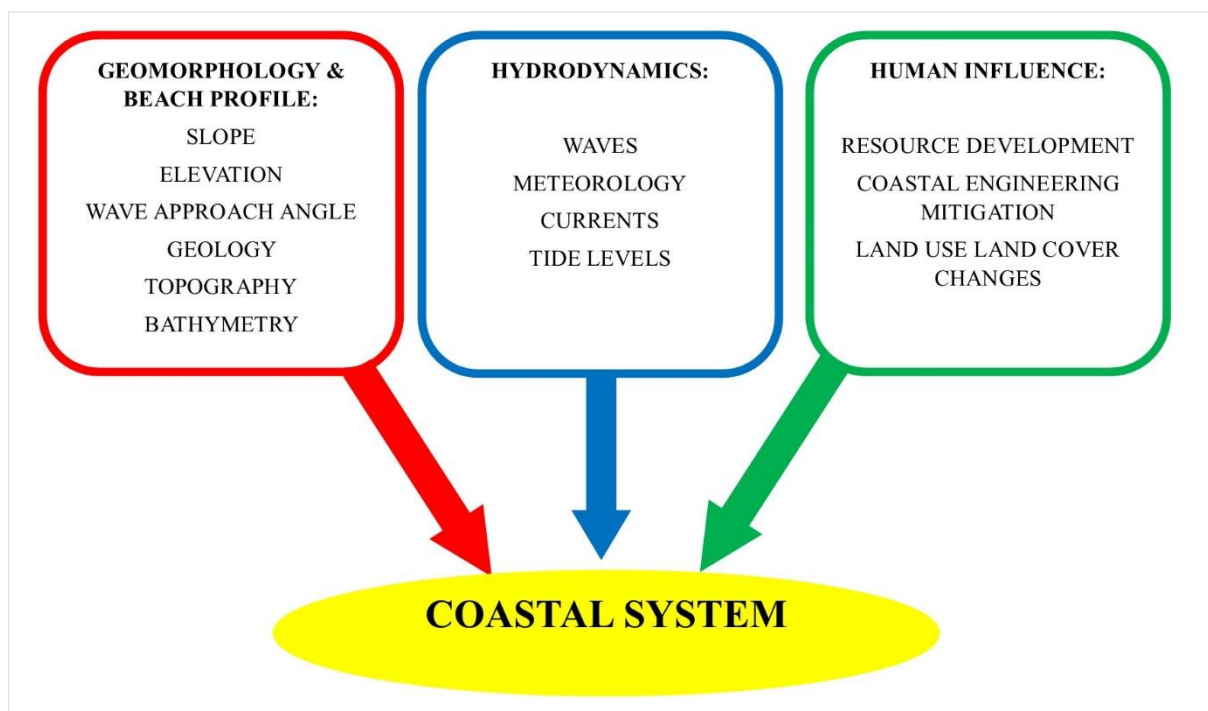 GEOMORPHOLOGY &
BEACH PROFILE:
SLOPE
ELEVATION
WAVE APPROACH ANGLE
GEOLOGY
TOPOGRAPHY
BATHYMETRY
HYDRODYNAMICS:
WAVES
METEOROLOGY
CURRENTS
TIDE LEVELS
HUMAN INFLUENCE:
RESOURCE DEVELOPMENT
COASTAL ENGINEERING
MITIGATION
LAND USE LAND COVER
CHANGES
COASTAL SYSTEM